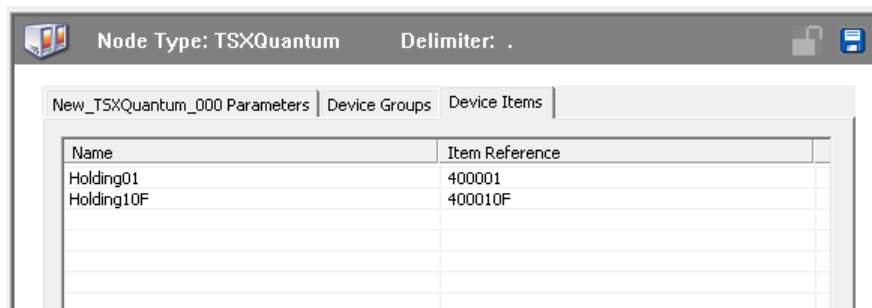 Node Type: TSXQuantum Delimiter: .
New_TSXQuantum_000 Parameters Device Groups Device Items
Name Item Reference
Holding01 400001
Holding10F 400010F